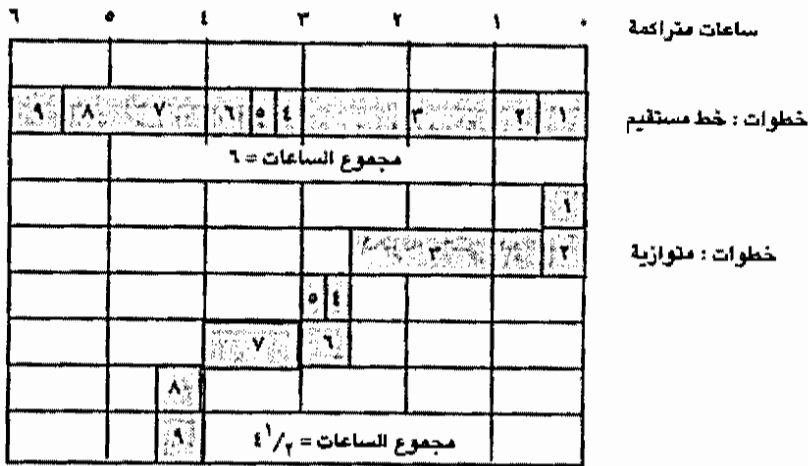 ساعات متراكمة ٠ ١ ٢ ٣ ٤ ٥ ٦
خطوات : خط مستقيم ١ ٢ ٣ ٤ ٥ ٦ ٧ ٨ ٩
مجموع الساعات = ٦
١
خطوات : متوازية ٢ ٣
٤ ٥
٦ ٧
٨
٩ مجموع الساعات = ٤ ١/٢